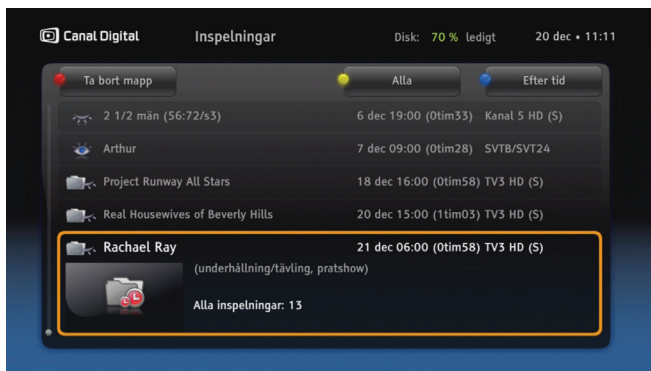 Canal Digital Inspelningar Disk: 70 % ledigt 20 dec • 11:11
Ta bort mapp Alla Efter tid
2 1/2 män (56:72/s3) 6 dec 19:00 (0tim33) Kanal 5 HD (S)
Arthur 7 dec 09:00 (0tim28) SVTB/SVT24
Project Runway All Stars 18 dec 16:00 (0tim58) TV3 HD (S)
Real Housewives of Beverly Hills 20 dec 15:00 (1tim03) TV3 HD (S)
Rachael Ray 21 dec 06:00 (0tim58) TV3 HD (S)
(underhållning/tävling, pratshow)
Alla inspelningar: 13